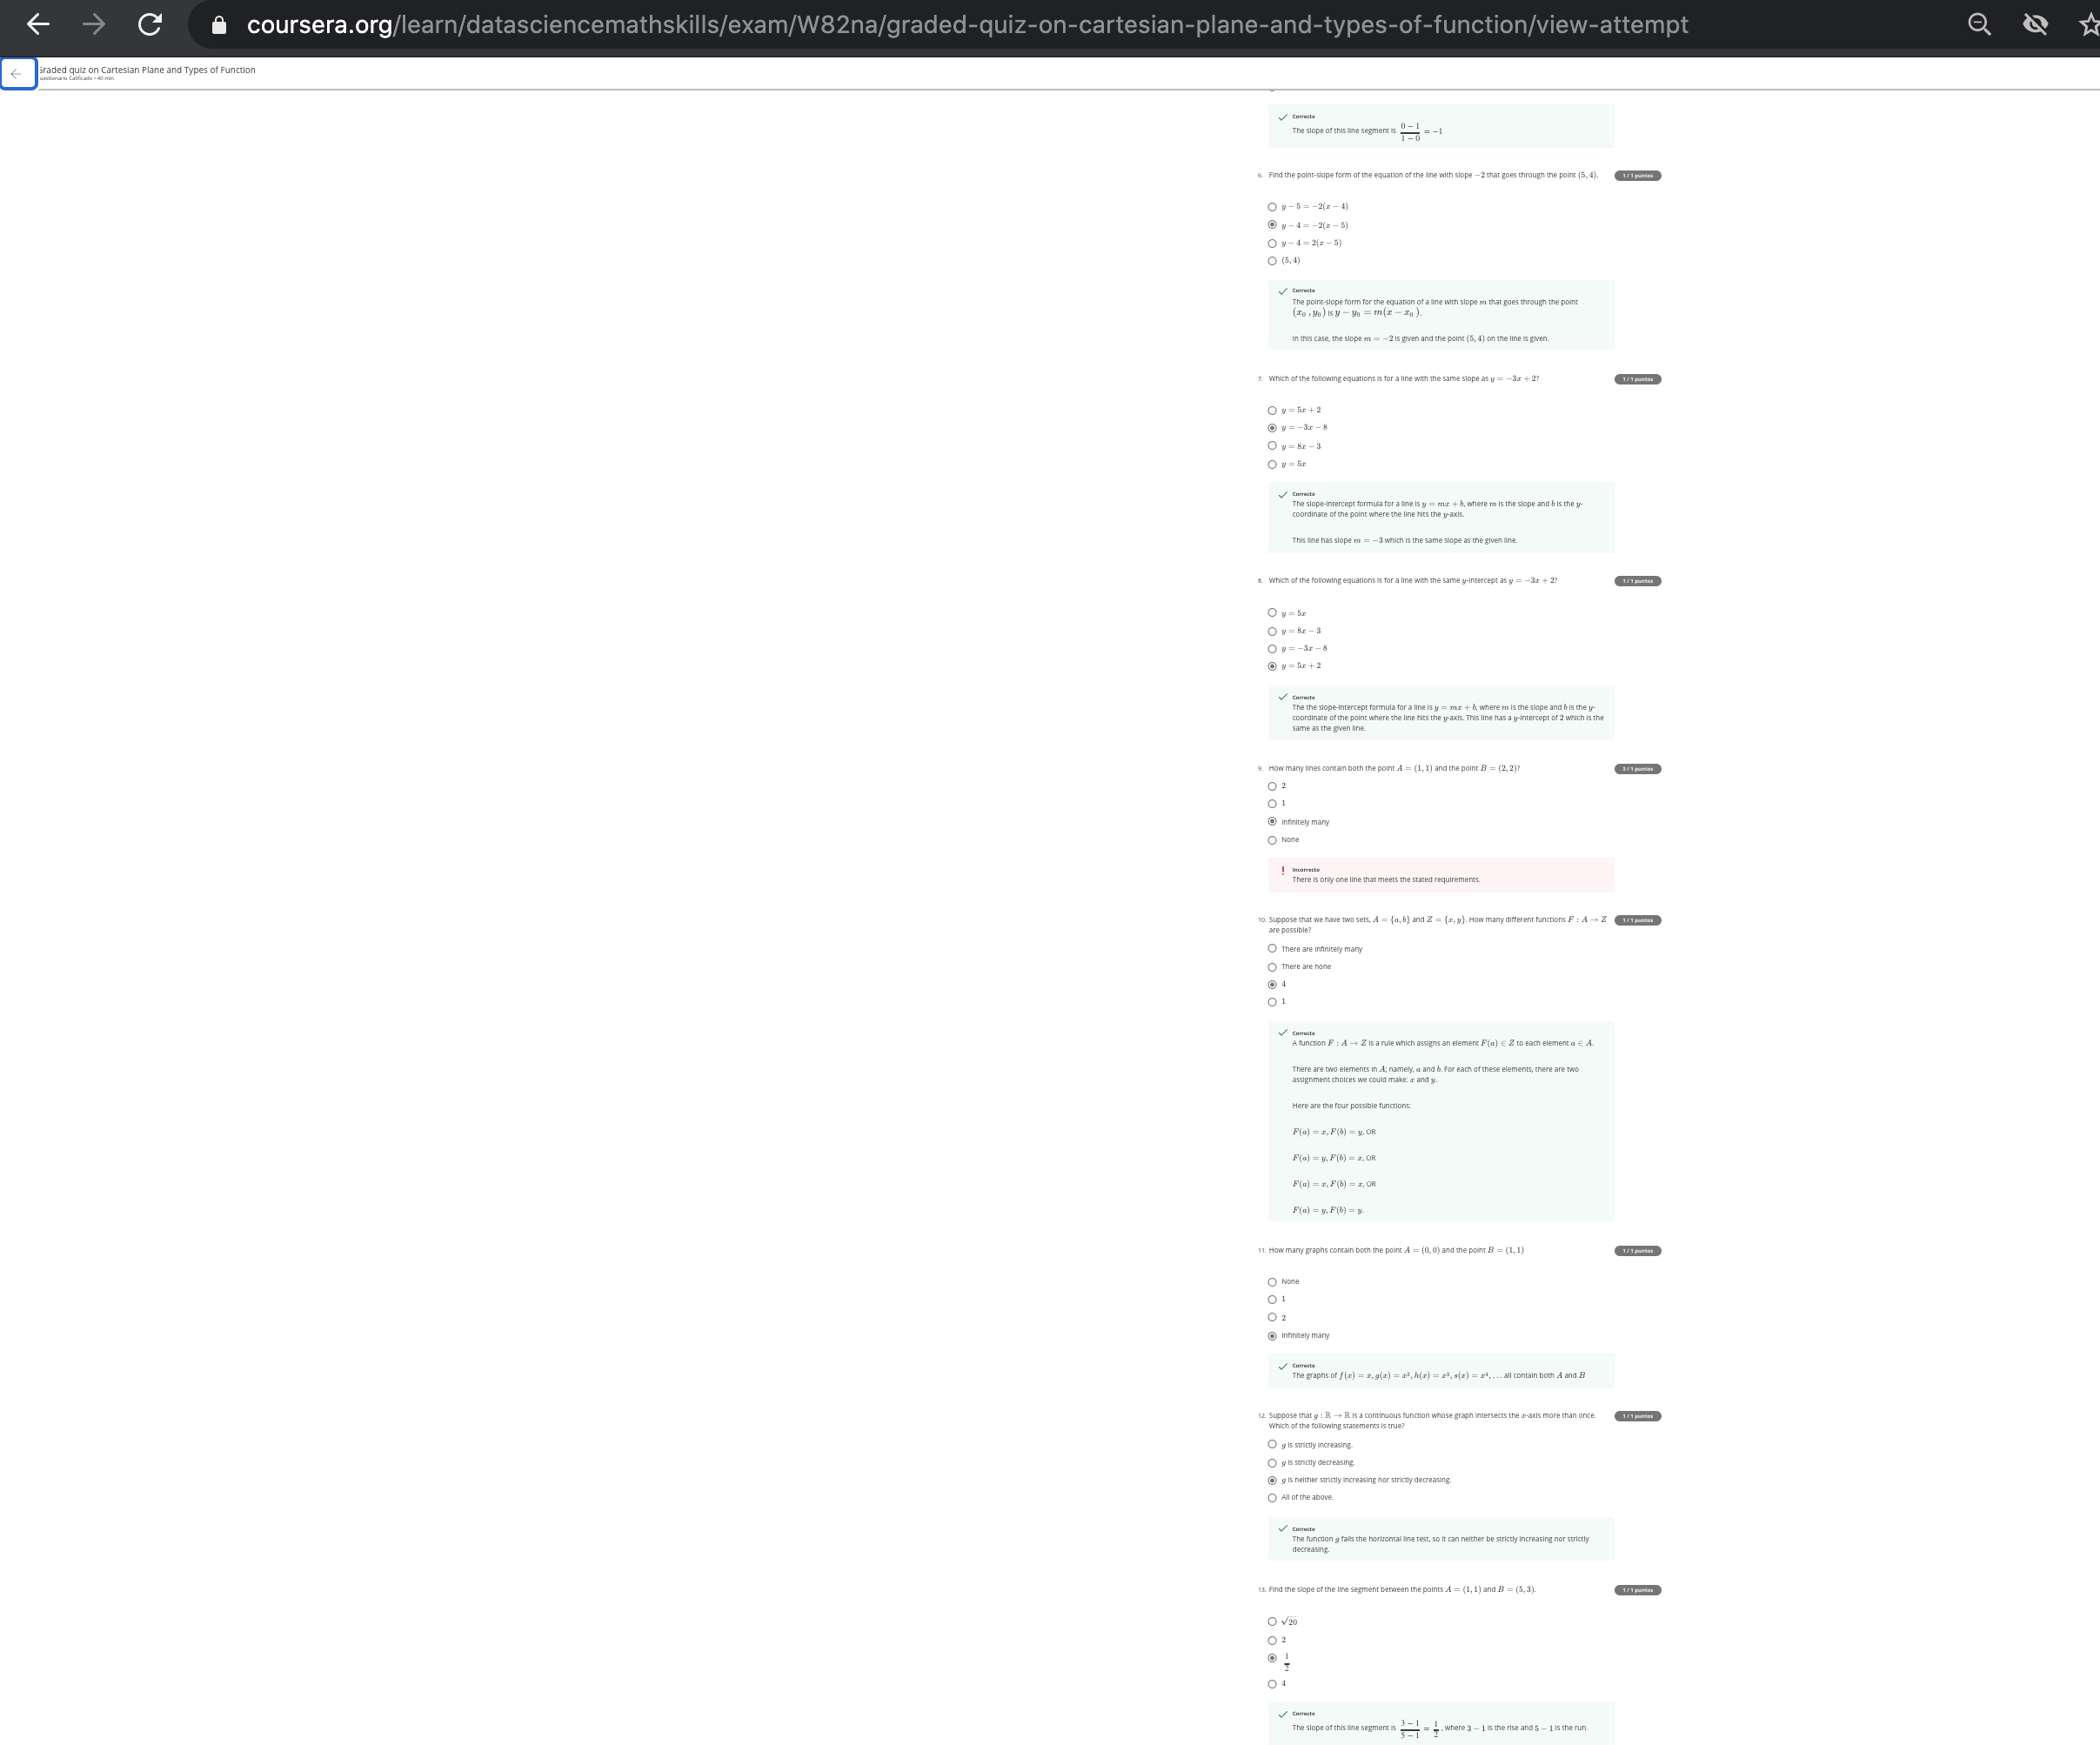 coursera.org/learn/datasciencemathskills/exam/W82na/graded-quiz-on-cartesian-plane-and-types-of-function/view-attempt
Graded quiz on Cartesian Plane and Types of Function
uestionario Calificado • 40 min
Correcto
The slope of this line segment is (0 − 1)/(1 − 0) = −1
6. Find the point-slope form of the equation of the line with slope −2 that goes through the point (5, 4).
1 / 1 puntos
y − 5 = −2(x − 4)
y − 4 = −2(x − 5)
y − 4 = 2(x − 5)
(5, 4)
Correcto
The point-slope form for the equation of a line with slope m that goes through the point
(x₀ , y₀) is y − y₀ = m(x − x₀ ).
In this case, the slope m = −2 is given and the point (5, 4) on the line is given.
7. Which of the following equations is for a line with the same slope as y = −3x + 2?
1 / 1 puntos
y = 5x + 2
y = −3x − 8
y = 8x − 3
y = 5x
Correcto
The slope-intercept formula for a line is y = mx + b, where m is the slope and b is the y-
coordinate of the point where the line hits the y-axis.
This line has slope m = −3 which is the same slope as the given line.
8. Which of the following equations is for a line with the same y-intercept as y = −3x + 2?
1 / 1 puntos
y = 5x
y = 8x − 3
y = −3x − 8
y = 5x + 2
Correcto
The the slope-intercept formula for a line is y = mx + b, where m is the slope and b is the y-
coordinate of the point where the line hits the y-axis. This line has a y-intercept of 2 which is the
same as the given line.
9. How many lines contain both the point A = (1, 1) and the point B = (2, 2)?
/ 1 puntos
2
1
Infinitely many
None
Incorrecto
There is only one line that meets the stated requirements.
10. Suppose that we have two sets, A = {a, b} and Z = {x, y}. How many different functions F : A → Z
are possible?
1 / 1 puntos
There are infinitely many
There are none
4
1
Correcto
A function F : A → Z is a rule which assigns an element F(a) ∈ Z to each element a ∈ A.
There are two elements in A; namely, a and b. For each of these elements, there are two
assignment choices we could make: x and y.
Here are the four possible functions:
F(a) = x, F(b) = y, OR
F(a) = y, F(b) = x, OR
F(a) = x, F(b) = x, OR
F(a) = y, F(b) = y.
11. How many graphs contain both the point A = (0, 0) and the point B = (1, 1)
1 / 1 puntos
None
1
2
Infinitely many
Correcto
The graphs of f(x) = x, g(x) = x², h(x) = x³, s(x) = x⁴, . . . all contain both A and B
12. Suppose that g : ℝ → ℝ is a continuous function whose graph intersects the x-axis more than once.
Which of the following statements is true?
1 / 1 puntos
g is strictly increasing.
g is strictly decreasing.
g is neither strictly increasing nor strictly decreasing.
All of the above.
Correcto
The function g fails the horizontal line test, so it can neither be strictly increasing nor strictly
decreasing.
13. Find the slope of the line segment between the points A = (1, 1) and B = (5, 3).
1 / 1 puntos
√20
2
1/2
4
Correcto
The slope of this line segment is (3 − 1)/(5 − 1) = 1/2, where 3 − 1 is the rise and 5 − 1 is the run.